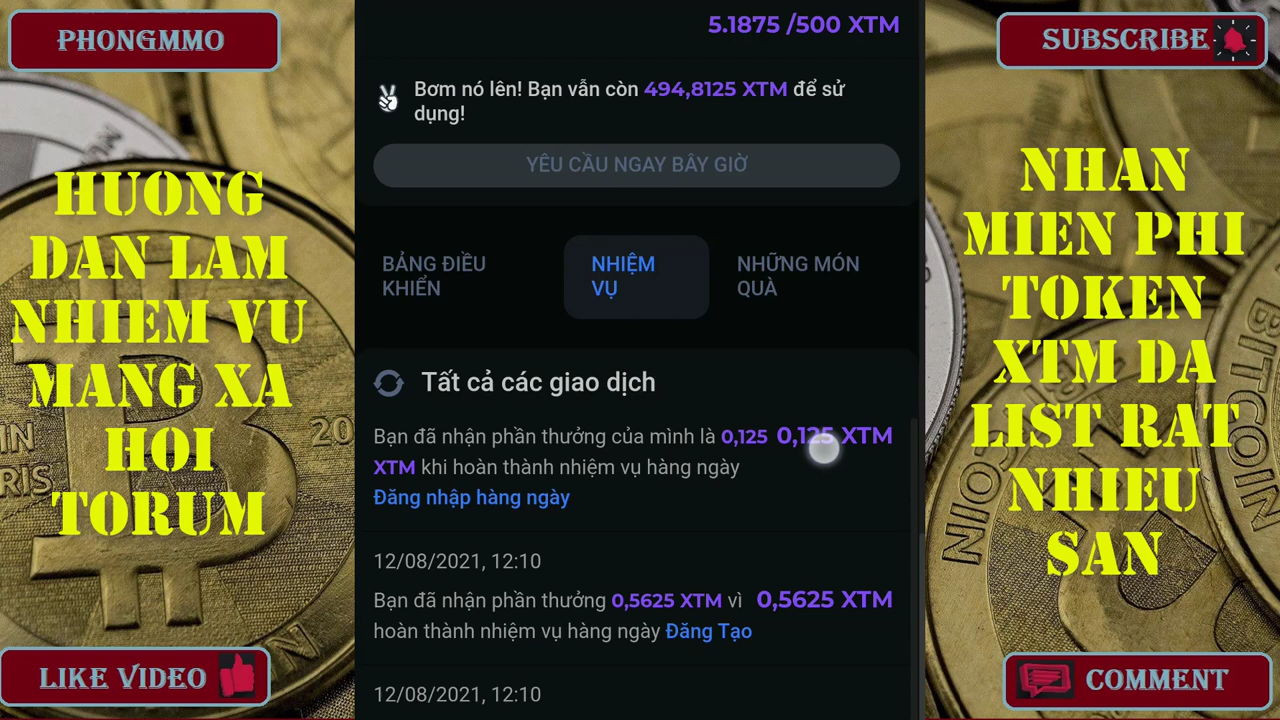 PHONGMMO
HUONG
DAN LAM
NHIEM VU
MANG XA
HOI
TORUM
LIKE VIDEO
5.1875 /500 XTM
Bơm nó lên! Bạn vẫn còn 494,8125 XTM để sử
dụng!
YÊU CẦU NGAY BÂY GIỜ
BẢNG ĐIỀU
KHIỂN
NHIỆM
VỤ
NHỮNG MÓN
QUÀ
Tất cả các giao dịch
Bạn đã nhận phần thưởng của mình là 0,125 0,125 XTM
XTM khi hoàn thành nhiệm vụ hàng ngày
Đăng nhập hàng ngày
12/08/2021, 12:10
Bạn đã nhận phần thưởng 0,5625 XTM vì 0,5625 XTM
hoàn thành nhiệm vụ hàng ngày Đăng Tạo
12/08/2021, 12:10
SUBSCRIBE
NHAN
MIEN PHI
TOKEN
XTM DA
LIST RAT
NHIEU
SAN
COMMENT
BITCOIN
COIN